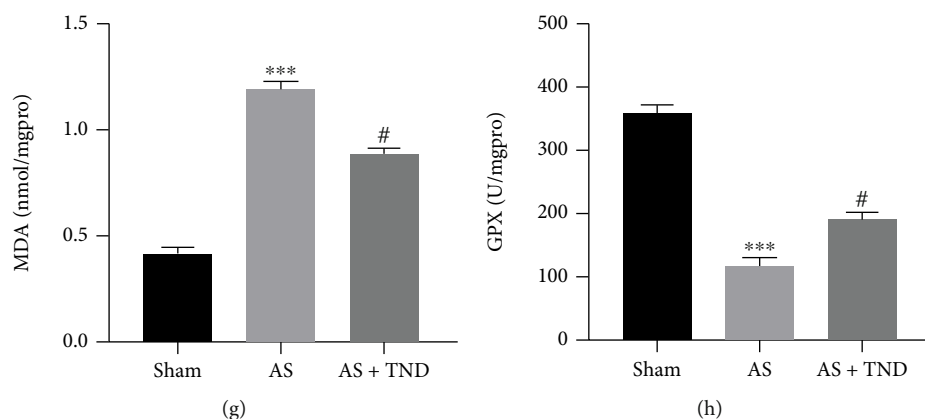 MDA (nmol/mgpro)
1.5
1.0
0.5
0.0
***
#
Sham
AS
AS + TND
(g)
GPX (U/mgpro)
500
400
300
200
100
0
***
#
Sham
AS
AS + TND
(h)